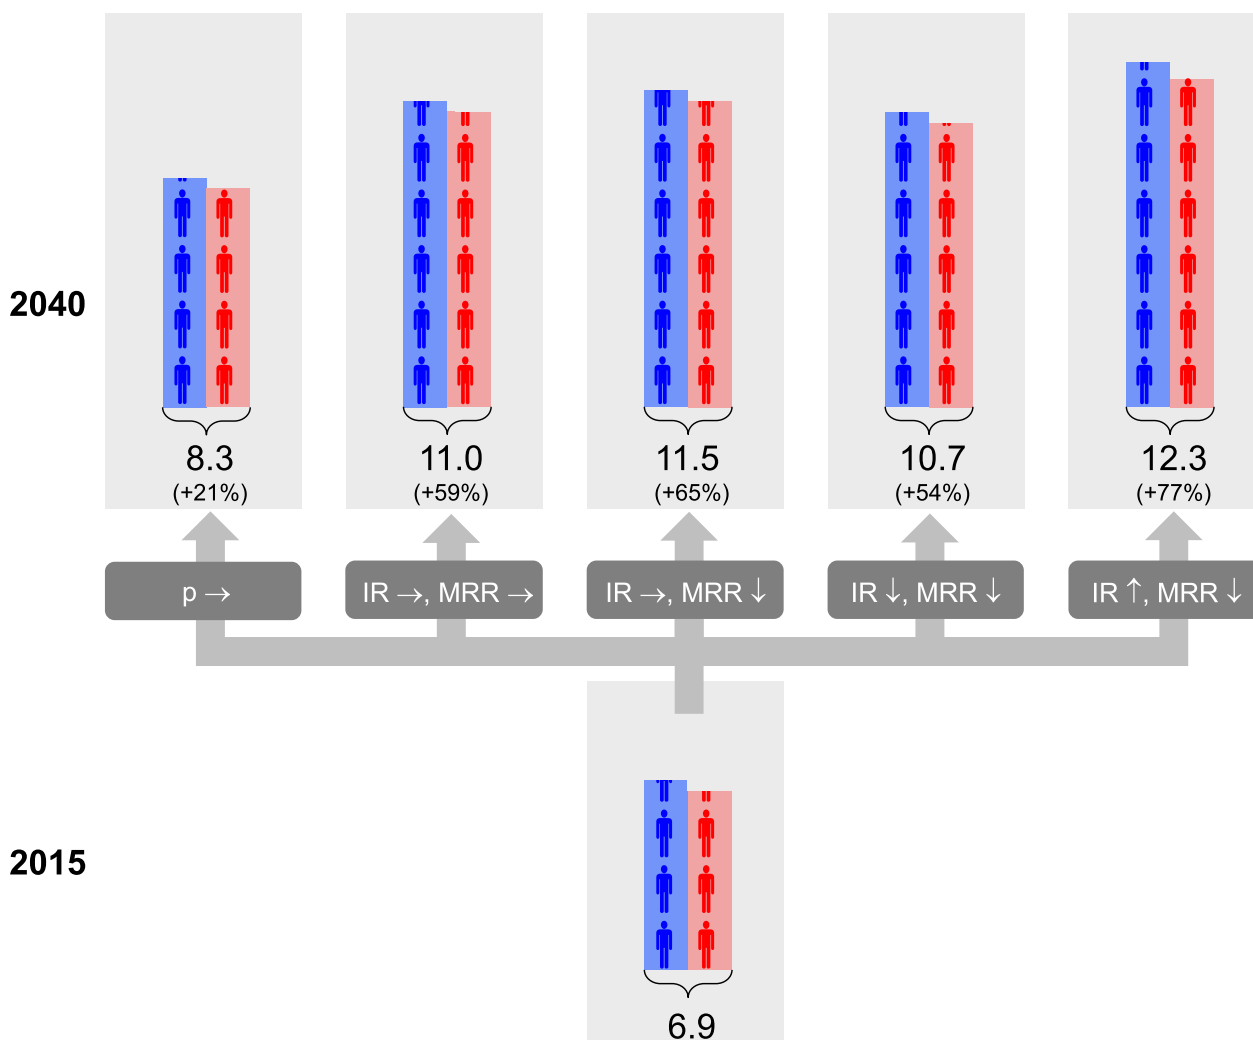 2040
8.3
(+21%)
11.0
(+59%)
11.5
(+65%)
10.7
(+54%)
12.3
(+77%)
p →
IR →, MRR →
IR →, MRR ↓
IR ↓, MRR ↓
IR ↑, MRR ↓
2015
6.9